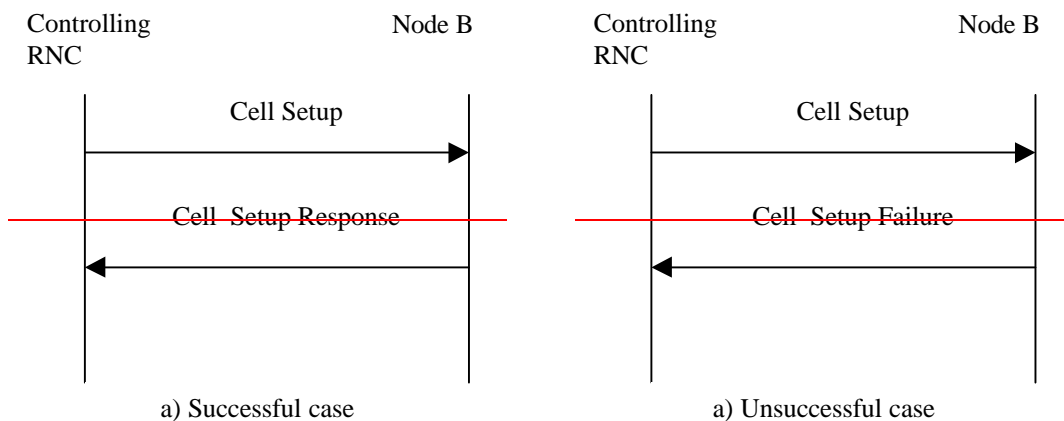 Controlling
RNC
Node B
Cell Setup
Cell Setup Response
a) Successful case
Controlling
RNC
Node B
Cell Setup
Cell Setup Failure
a) Unsuccessful case